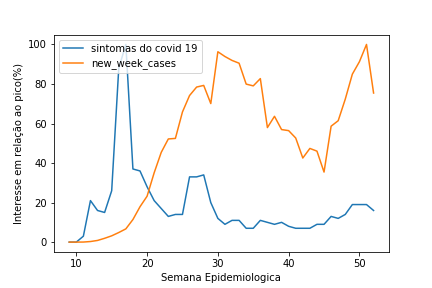 sintomas do covid 19
new_week_cases
100
80
60
40
20
0
Interesse em relação ao pico(%)
10 20 30 40 50
Semana Epidemiologica